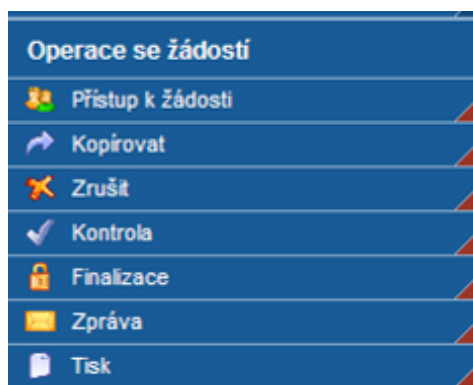 Operace se žádostí
Přístup k žádosti
Kopírovat
Zrušit
Kontrola
Finalizace
Zpráva
Tisk